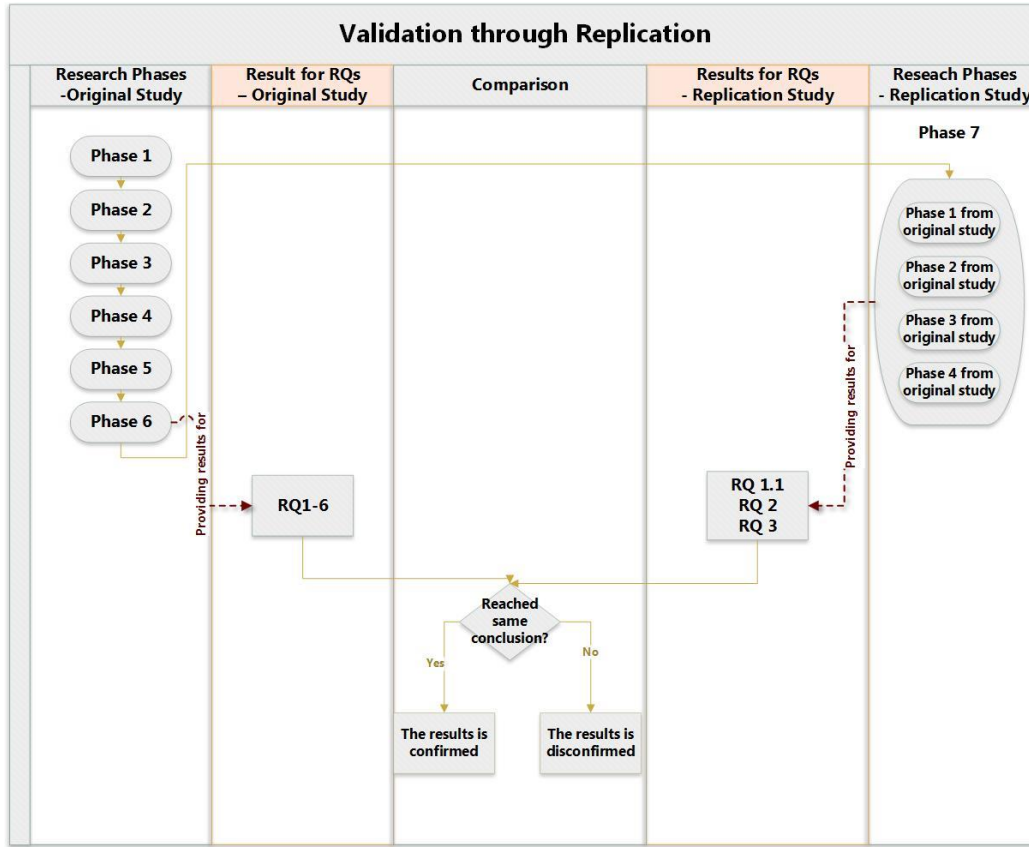 Validation through Replication
Research Phases
-Original Study
Result for RQs
– Original Study
Comparison
Results for RQs
- Replication Study
Reseach Phases
- Replication Study
Phase 1
Phase 2
Phase 3
Phase 4
Phase 5
Phase 6
Providing results for
RQ1-6
Phase 7
Phase 1 from
original study
Phase 2 from
original study
Phase 3 from
original study
Phase 4 from
original study
Providing results for
RQ 1.1
RQ 2
RQ 3
Reached
same
conclusion?
Yes
No
The results is
confirmed
The results is
disconfirmed